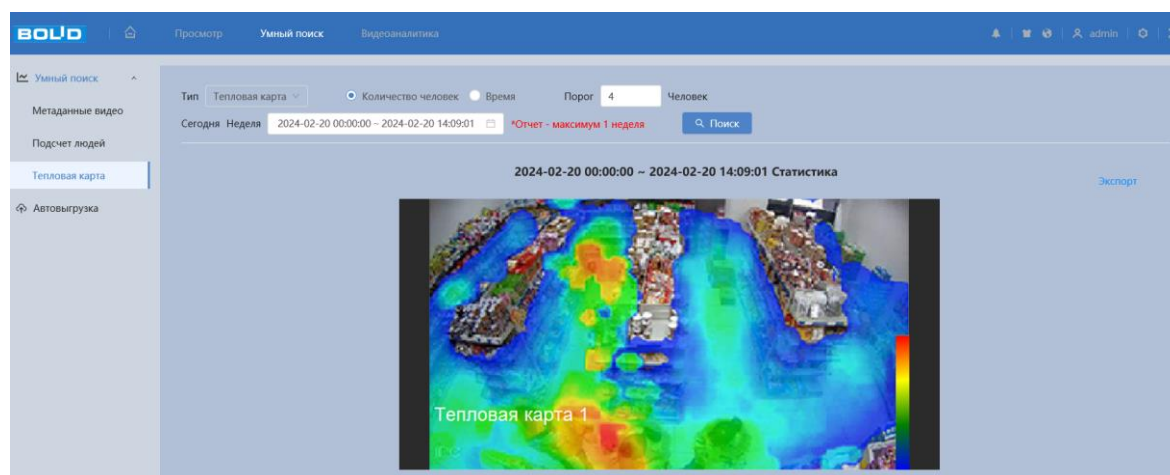 BOLID
Просмотр Умный поиск Видеоаналитика
admin
Умный поиск
Метаданные видео
Подсчет людей
Тепловая карта
Автовыгрузка
Тип Тепловая карта Количество человек Время Порог 4 Человек
Сегодня Неделя 2024-02-20 00:00:00 ~ 2024-02-20 14:09:01 *Отчет - максимум 1 неделя Поиск
2024-02-20 00:00:00 ~ 2024-02-20 14:09:01 Статистика
Экспорт
Тепловая карта 1
IPC